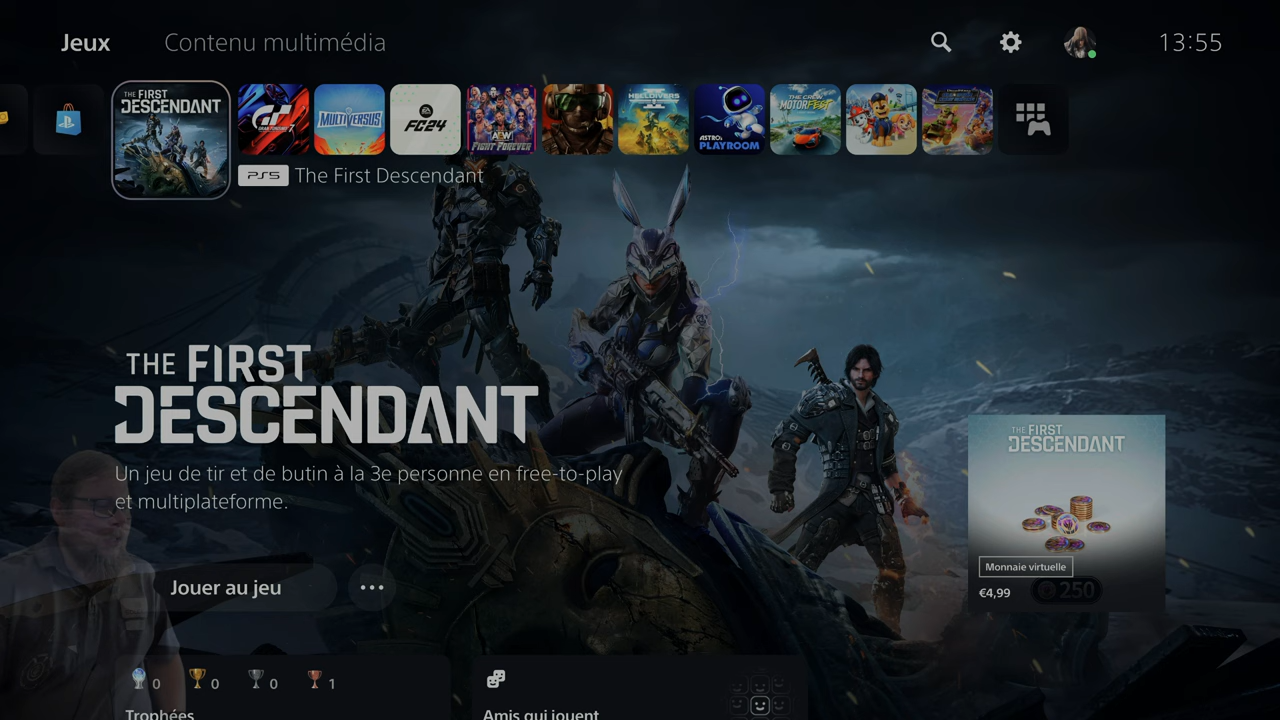 Jeux
Contenu multimédia
13:55
THE FIRST
DESCENDANT
GRAN TURISMO 7
MULTIVERSUS
EA
FC24
AEW
FIGHT FOREVER
HELLDIVERS
II
ASTRO's
PLAYROOM
THE CREW
MOTORFEST
PS5
The First Descendant
THE FIRST
DESCENDANT
Un jeu de tir et de butin à la 3e personne en free-to-play
et multiplateforme.
THE FIRST
DESCENDANT
Monnaie virtuelle
€4,99
250
Jouer au jeu
0
0
0
1
Trophées
Amis qui jouent